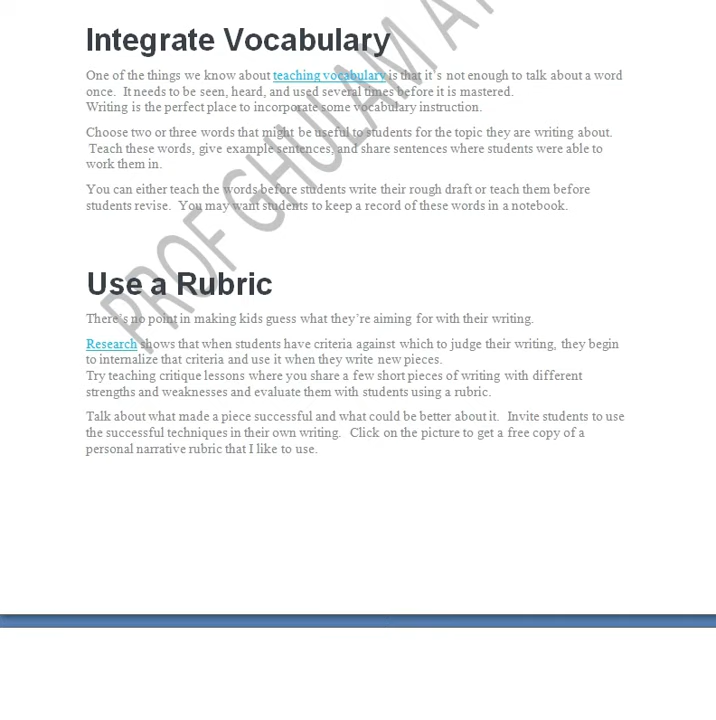 Integrate Vocabulary
One of the things we know about teaching vocabulary is that it's not enough to talk about a word
once.  It needs to be seen, heard, and used several times before it is mastered.
Writing is the perfect place to incorporate some vocabulary instruction.
Choose two or three words that might be useful to students for the topic they are writing about.
Teach these words, give example sentences, and share sentences where students were able to
work them in.
You can either teach the words before students write their rough draft or teach them before
students revise.  You may want students to keep a record of these words in a notebook.
PROF GHULAM
Use a Rubric
There's no point in making kids guess what they're aiming for with their writing.
Research shows that when students have criteria against which to judge their writing, they begin
to internalize that criteria and use it when they write new pieces.
Try teaching critique lessons where you share a few short pieces of writing with different
strengths and weaknesses and evaluate them with students using a rubric.
Talk about what made a piece successful and what could be better about it.  Invite students to use
the successful techniques in their own writing.  Click on the picture to get a free copy of a
personal narrative rubric that I like to use.